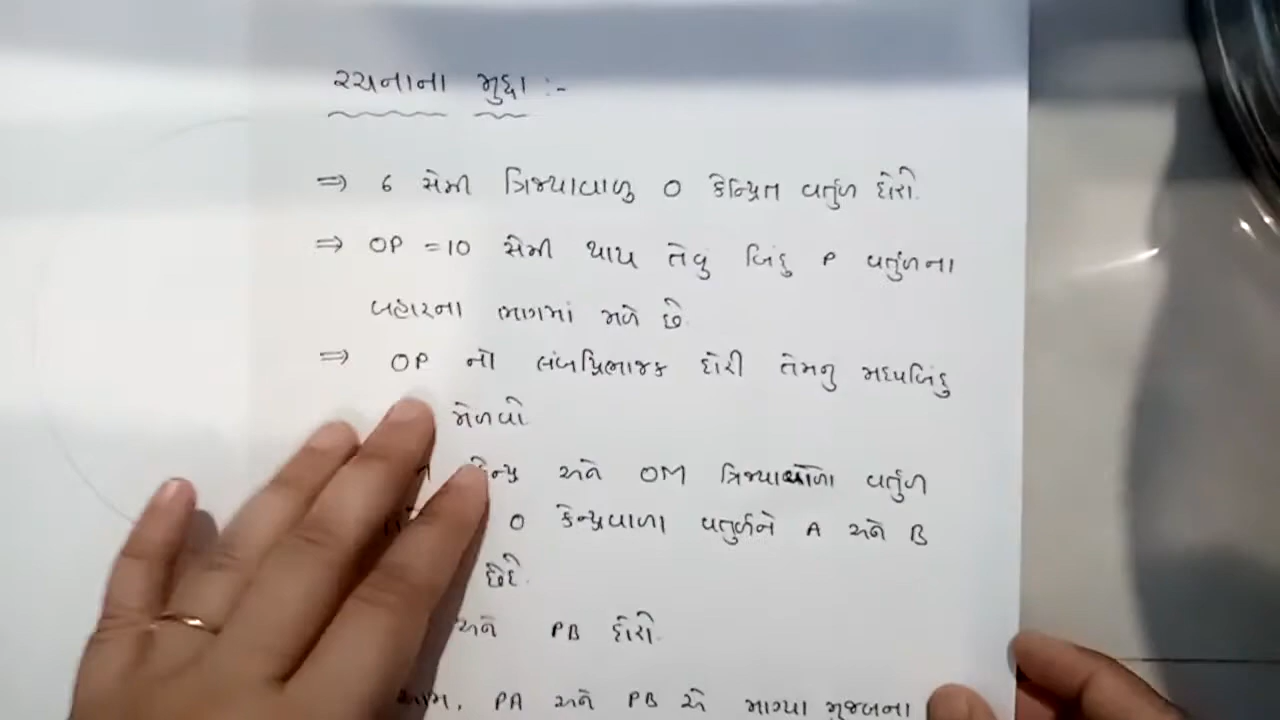 રચનાના મુદ્દા :-
⇒ 6 સેમી ત્રિજ્યાવાળુ O કેન્દ્રિત વર્તુળ દોરો.
⇒ OP = 10 સેમી થાય તેવુ બિંદુ P વર્તુળના
બહારના ભાગમાં મળે છે.
⇒ OP નો લંબદ્વિભાજક દોરી તેમનુ મધ્યબિંદુ
મેળવો
કેન્દ્ર અને OM ત્રિજ્યાવાળા વર્તુળ
O કેન્દ્રવાળા વર્તુળને A અને B
છેદે.
અને PB દોરો.
આમ, PA અને PB એ માગ્યા મુજબના